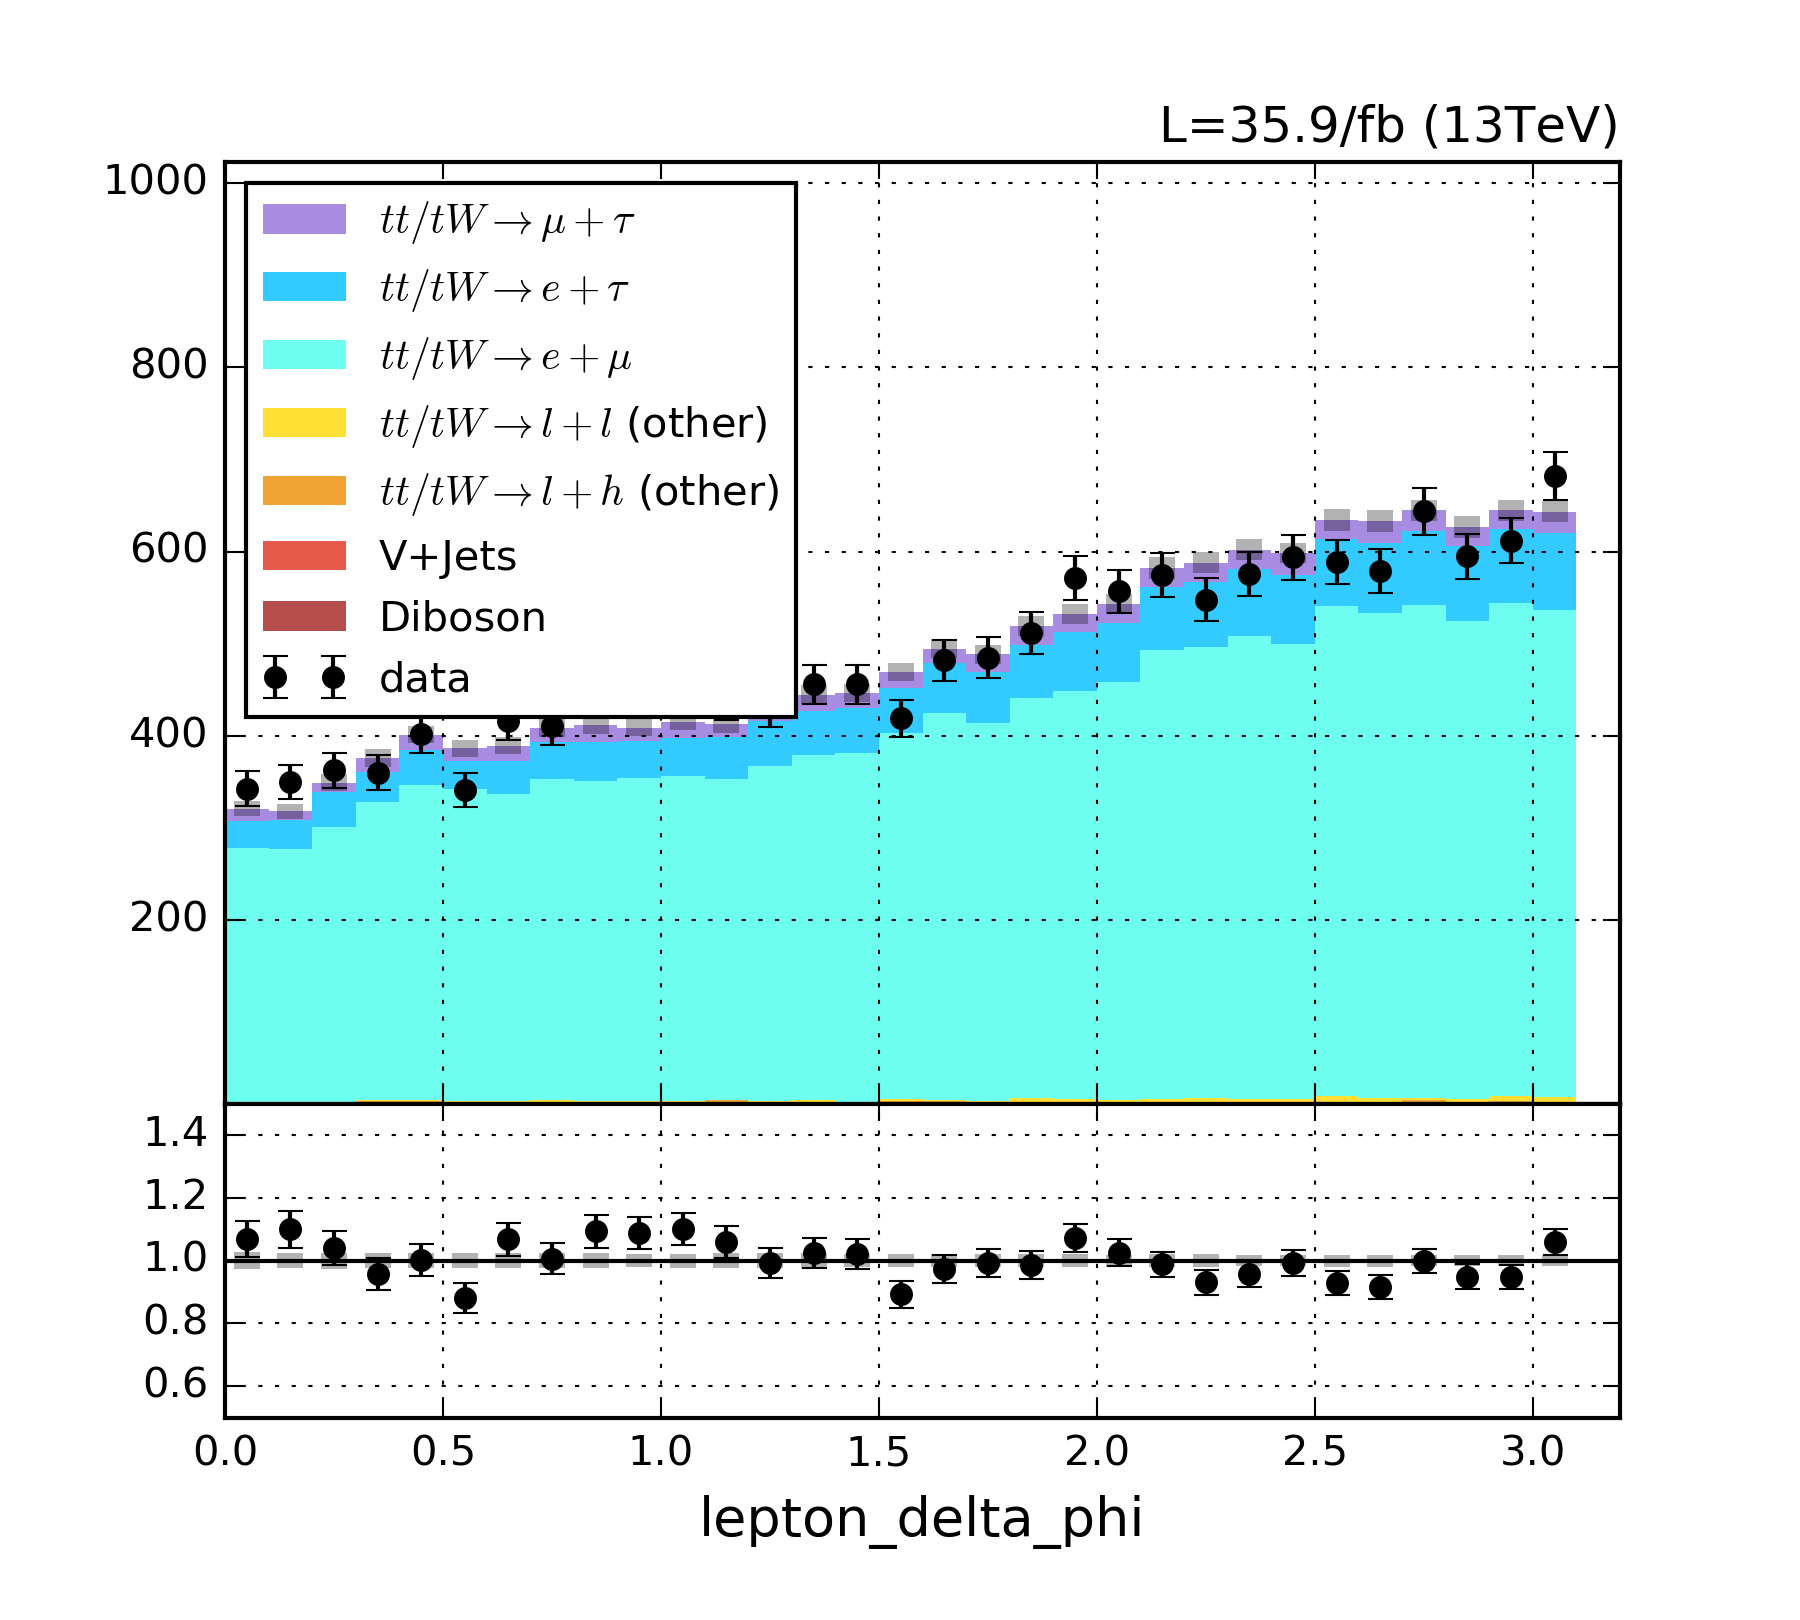 L=35.9/fb (13TeV)
1000
800
600
400
200
tt/tW→μ+τ
tt/tW→e+τ
tt/tW→e+μ
tt/tW→l+l (other)
tt/tW→l+h (other)
V+Jets
Diboson
data
1.4
1.2
1.0
0.8
0.6
0.0 0.5 1.0 1.5 2.0 2.5 3.0
lepton_delta_phi